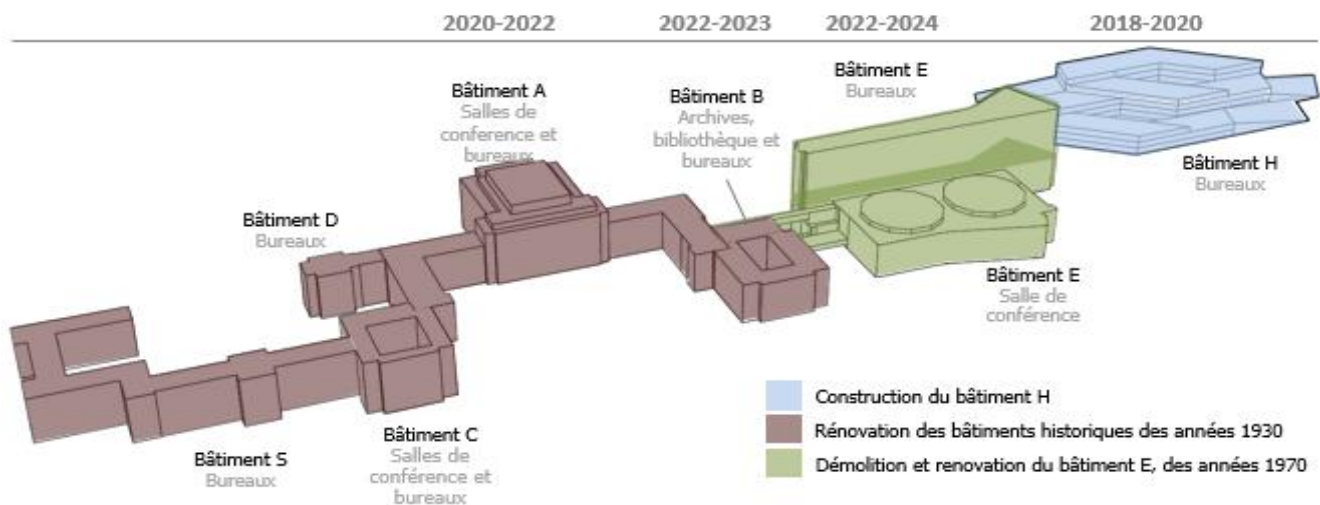 2020-2022
2022-2023
2022-2024
2018-2020
Bâtiment E
Bureaux
Bâtiment A
Salles de
conference et
bureaux
Bâtiment B
Archives,
bibliothèque et
bureaux
Bâtiment H
Bureaux
Bâtiment D
Bureaux
Bâtiment E
Salle de
conférence
Bâtiment S
Bureaux
Bâtiment C
Salles de
conférence et
bureaux
Construction du bâtiment H
Rénovation des bâtiments historiques des années 1930
Démolition et renovation du bâtiment E, des années 1970